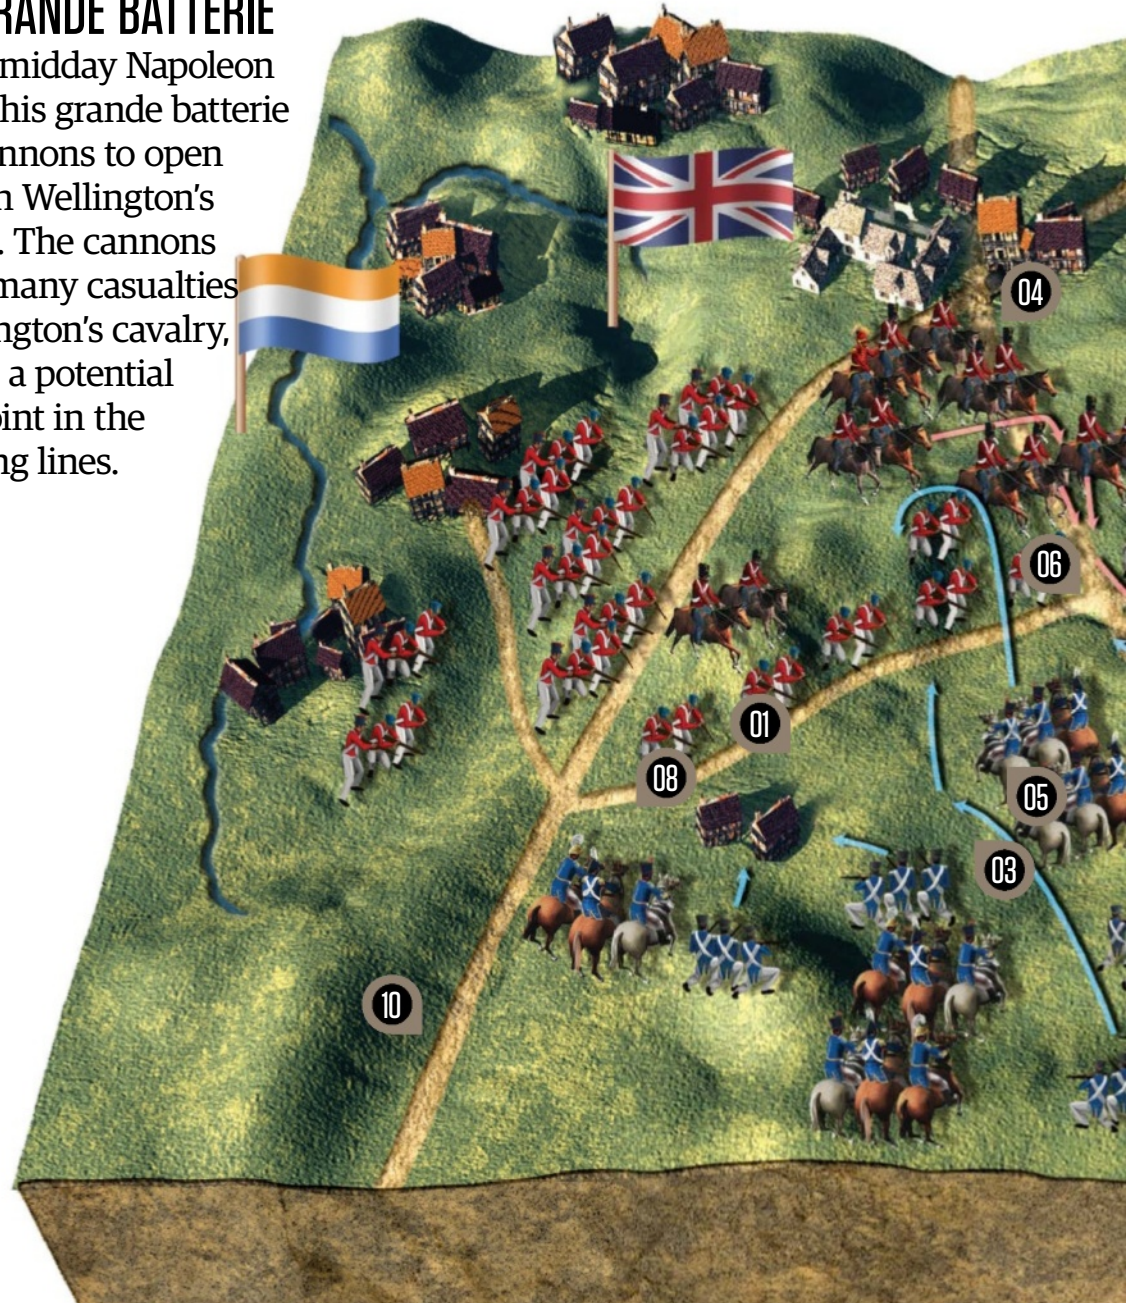 RANDE BATTERIE
midday Napoleon
his grande batterie
nnons to open
n Wellington's
. The cannons
many casualties
ngton's cavalry,
a potential
int in the
ng lines.
04
06
01
08
05
03
10